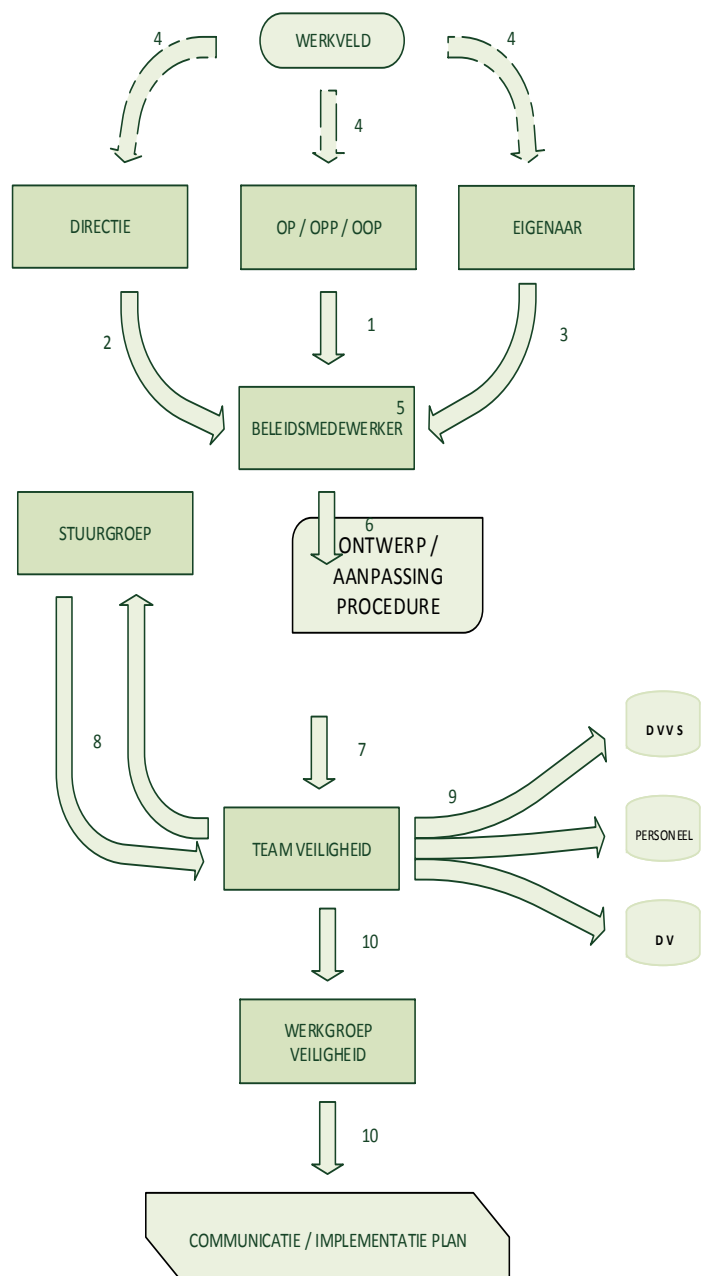 WERKVELD
4
4
4
DIRECTIE
OP / OPP / OOP
EIGENAAR
2
1
3
5
BELEIDSMEDEWERKER
STUURGROEP
6
ONTWERP /
AANPASSING
PROCEDURE
8
7
9
DVVS
PERSONEEL
DV
TEAM VEILIGHEID
10
WERKGROEP
VEILIGHEID
10
COMMUNICATIE / IMPLEMENTATIE PLAN